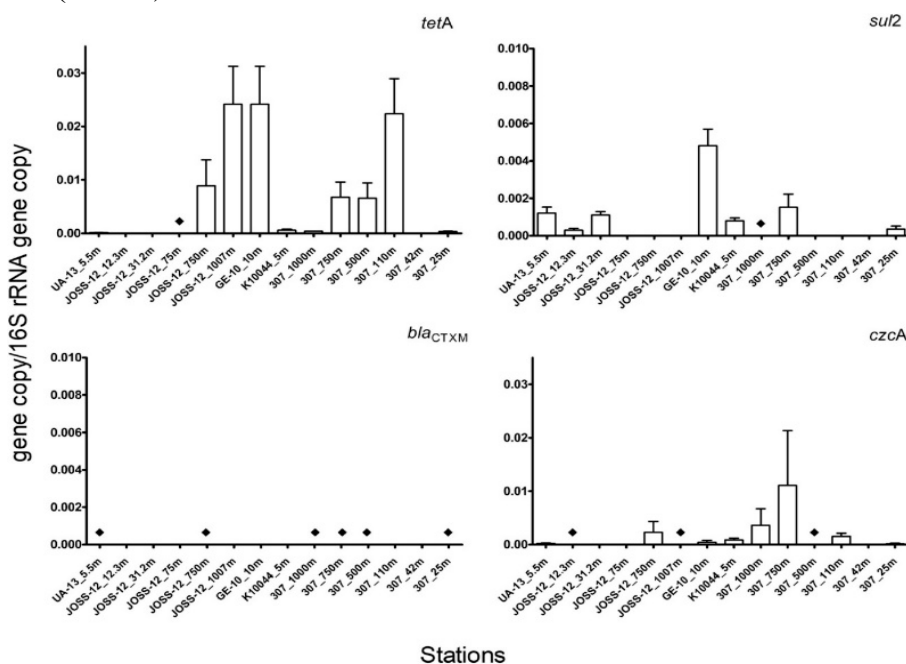 tetA
sul2
0.03
0.02
0.01
0.00
0.010
0.008
0.006
0.004
0.002
0.000
UA-13_5.5m
JOSS-12_12.3m
JOSS-12_31.2m
JOSS-12_75m
JOSS-12_750m
JOSS-12_1007m
GE-10_10m
K10044_5m
307_1000m
307_750m
307_500m
307_110m
307_42m
307_25m
UA-13_5.5m
JOSS-12_12.3m
JOSS-12_31.2m
JOSS-12_75m
JOSS-12_750m
JOSS-12_1007m
GE-10_10m
K10044_5m
307_1000m
307_750m
307_500m
307_110m
307_42m
307_25m
gene copy/16S rRNA gene copy
blaCTXM
czcA
0.010
0.008
0.006
0.004
0.002
0.000
0.03
0.02
0.01
0.00
UA-13_5.5m
JOSS-12_12.3m
JOSS-12_31.2m
JOSS-12_75m
JOSS-12_750m
JOSS-12_1007m
GE-10_10m
K10044_5m
307_1000m
307_750m
307_500m
307_110m
307_42m
307_25m
UA-13_5.5m
JOSS-12_12.3m
JOSS-12_31.2m
JOSS-12_75m
JOSS-12_750m
JOSS-12_1007m
GE-10_10m
K10044_5m
307_1000m
307_750m
307_500m
307_110m
307_42m
307_25m
Stations